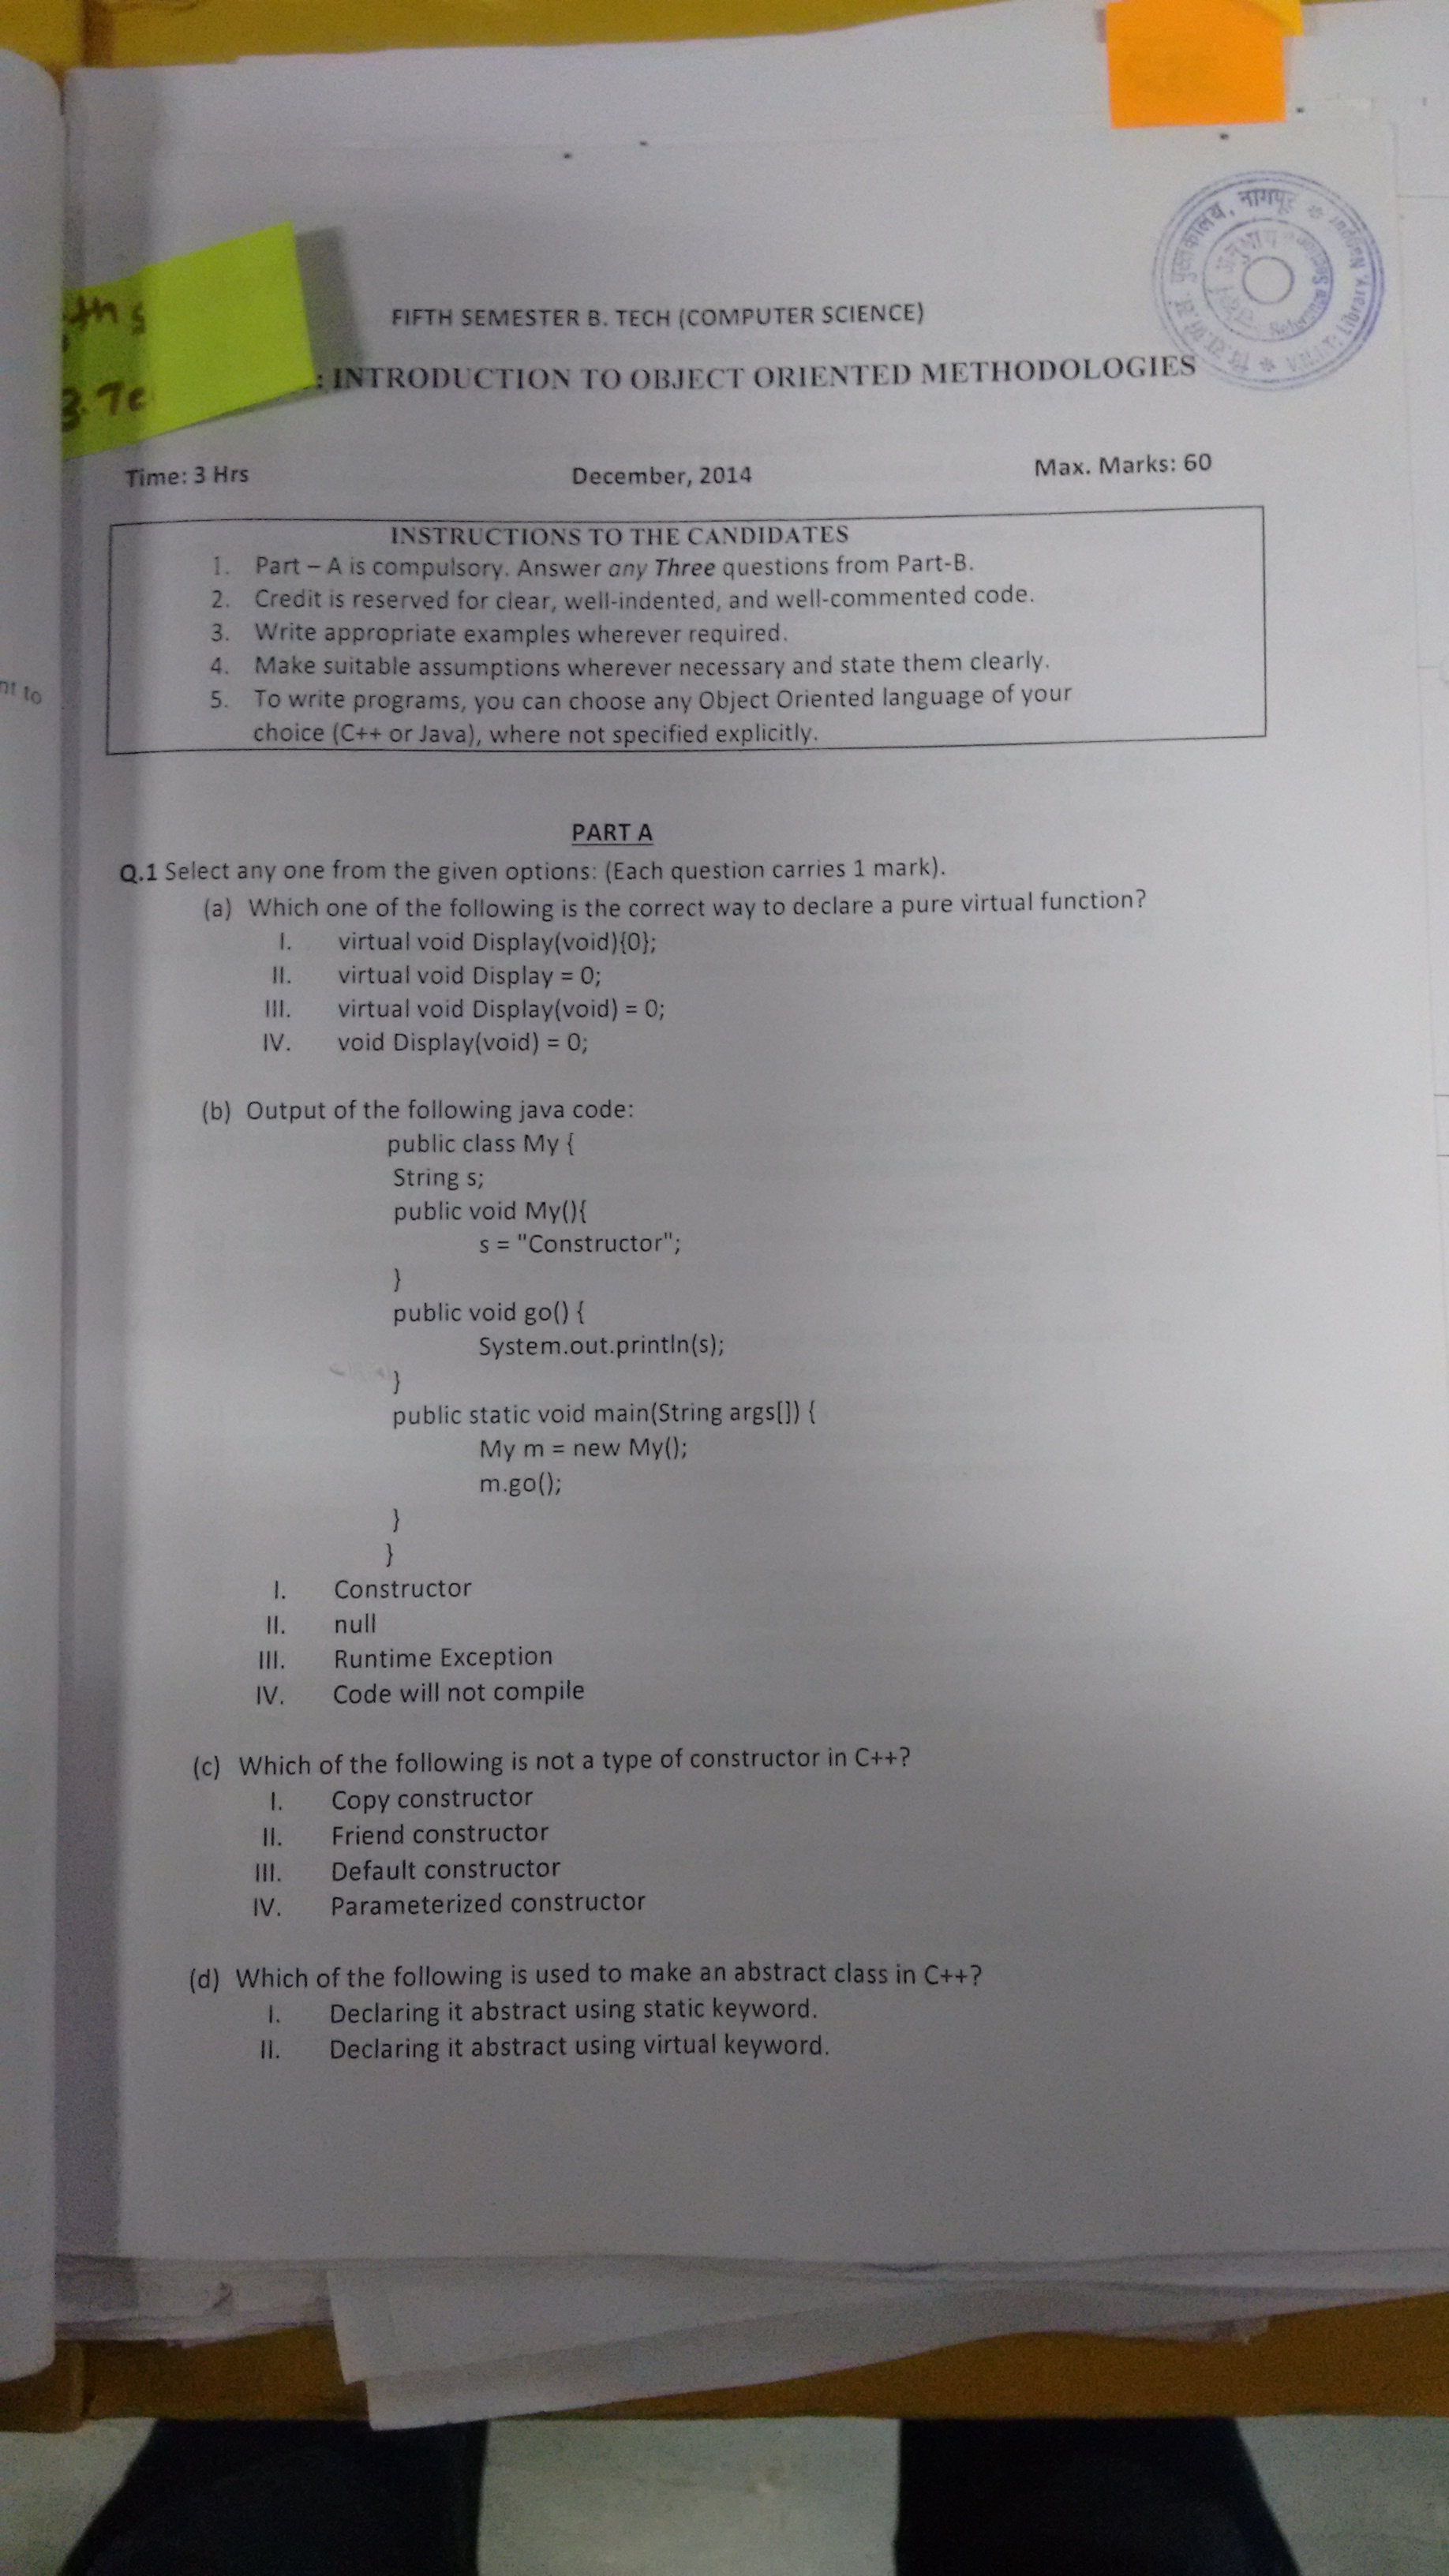 th S
B.Te
nt to
पुस्तकालय, नागपूर
Library, Nagpur
FIFTH SEMESTER B. TECH (COMPUTER SCIENCE)
: INTRODUCTION TO OBJECT ORIENTED METHODOLOGIES
Time: 3 Hrs December, 2014 Max. Marks: 60
INSTRUCTIONS TO THE CANDIDATES
1. Part – A is compulsory. Answer any Three questions from Part-B.
2. Credit is reserved for clear, well-indented, and well-commented code.
3. Write appropriate examples wherever required.
4. Make suitable assumptions wherever necessary and state them clearly.
5. To write programs, you can choose any Object Oriented language of your
choice (C++ or Java), where not specified explicitly.
PART A
Q.1 Select any one from the given options: (Each question carries 1 mark).
(a) Which one of the following is the correct way to declare a pure virtual function?
I. virtual void Display(void){0};
II. virtual void Display = 0;
III. virtual void Display(void) = 0;
IV. void Display(void) = 0;
(b) Output of the following java code:
public class My {
String s;
public void My(){
s = "Constructor";
}
public void go() {
System.out.println(s);
}
public static void main(String args[]) {
My m = new My();
m.go();
}
}
I. Constructor
II. null
III. Runtime Exception
IV. Code will not compile
(c) Which of the following is not a type of constructor in C++?
I. Copy constructor
II. Friend constructor
III. Default constructor
IV. Parameterized constructor
(d) Which of the following is used to make an abstract class in C++?
I. Declaring it abstract using static keyword.
II. Declaring it abstract using virtual keyword.